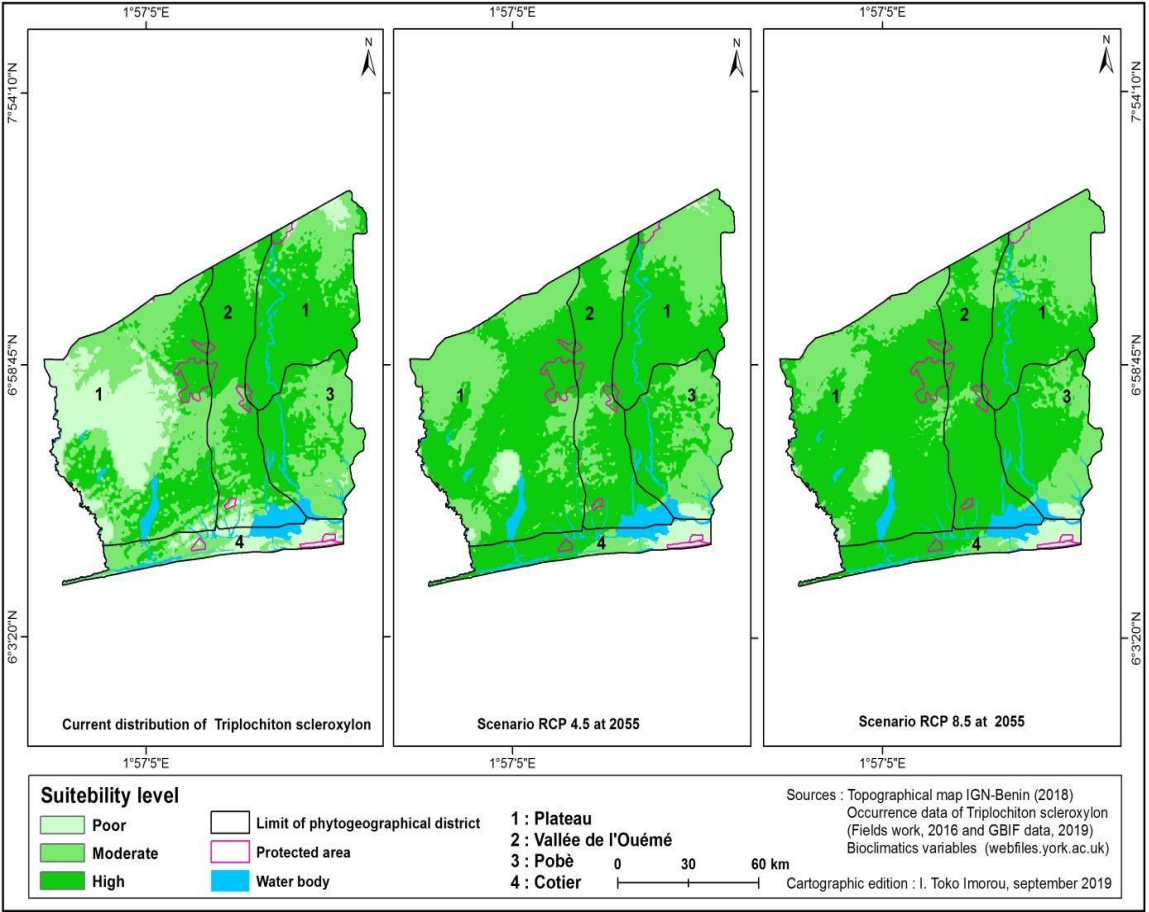 1°57'5"E 1°57'5"E 1°57'5"E
7°54'10"N 7°54'10"N
N N
6°58'45"N 6°58'45"N
6°3'20"N 6°3'20"N
1 2 1 3 4
1 2 1 3 4
1 2 1 3 4
Current distribution of Triplochiton scleroxylon
Scenario RCP 4.5 at 2055
Scenario RCP 8.5 at 2055
1°57'5"E 1°57'5"E 1°57'5"E
Suitebility level
Poor
Moderate
High
Limit of phytogeographical district
Protected area
Water body
1 : Plateau
2 : Vallée de l'Ouémé
3 : Pobè
4 : Cotier
0 30 60 km
Sources : Topographical map IGN-Benin (2018)
Occurrence data of Triplochiton scleroxylon
(Fields work, 2016 and GBIF data, 2019)
Bioclimatics variables (webfiles.york.ac.uk)
Cartographic edition : I. Toko Imorou, september 2019